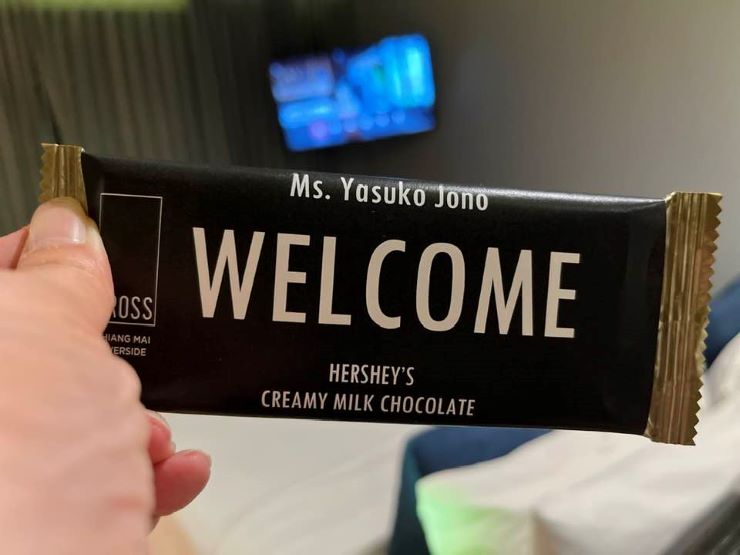 Ms. Yasuko Jono
WELCOME
HERSHEY'S
CREAMY MILK CHOCOLATE